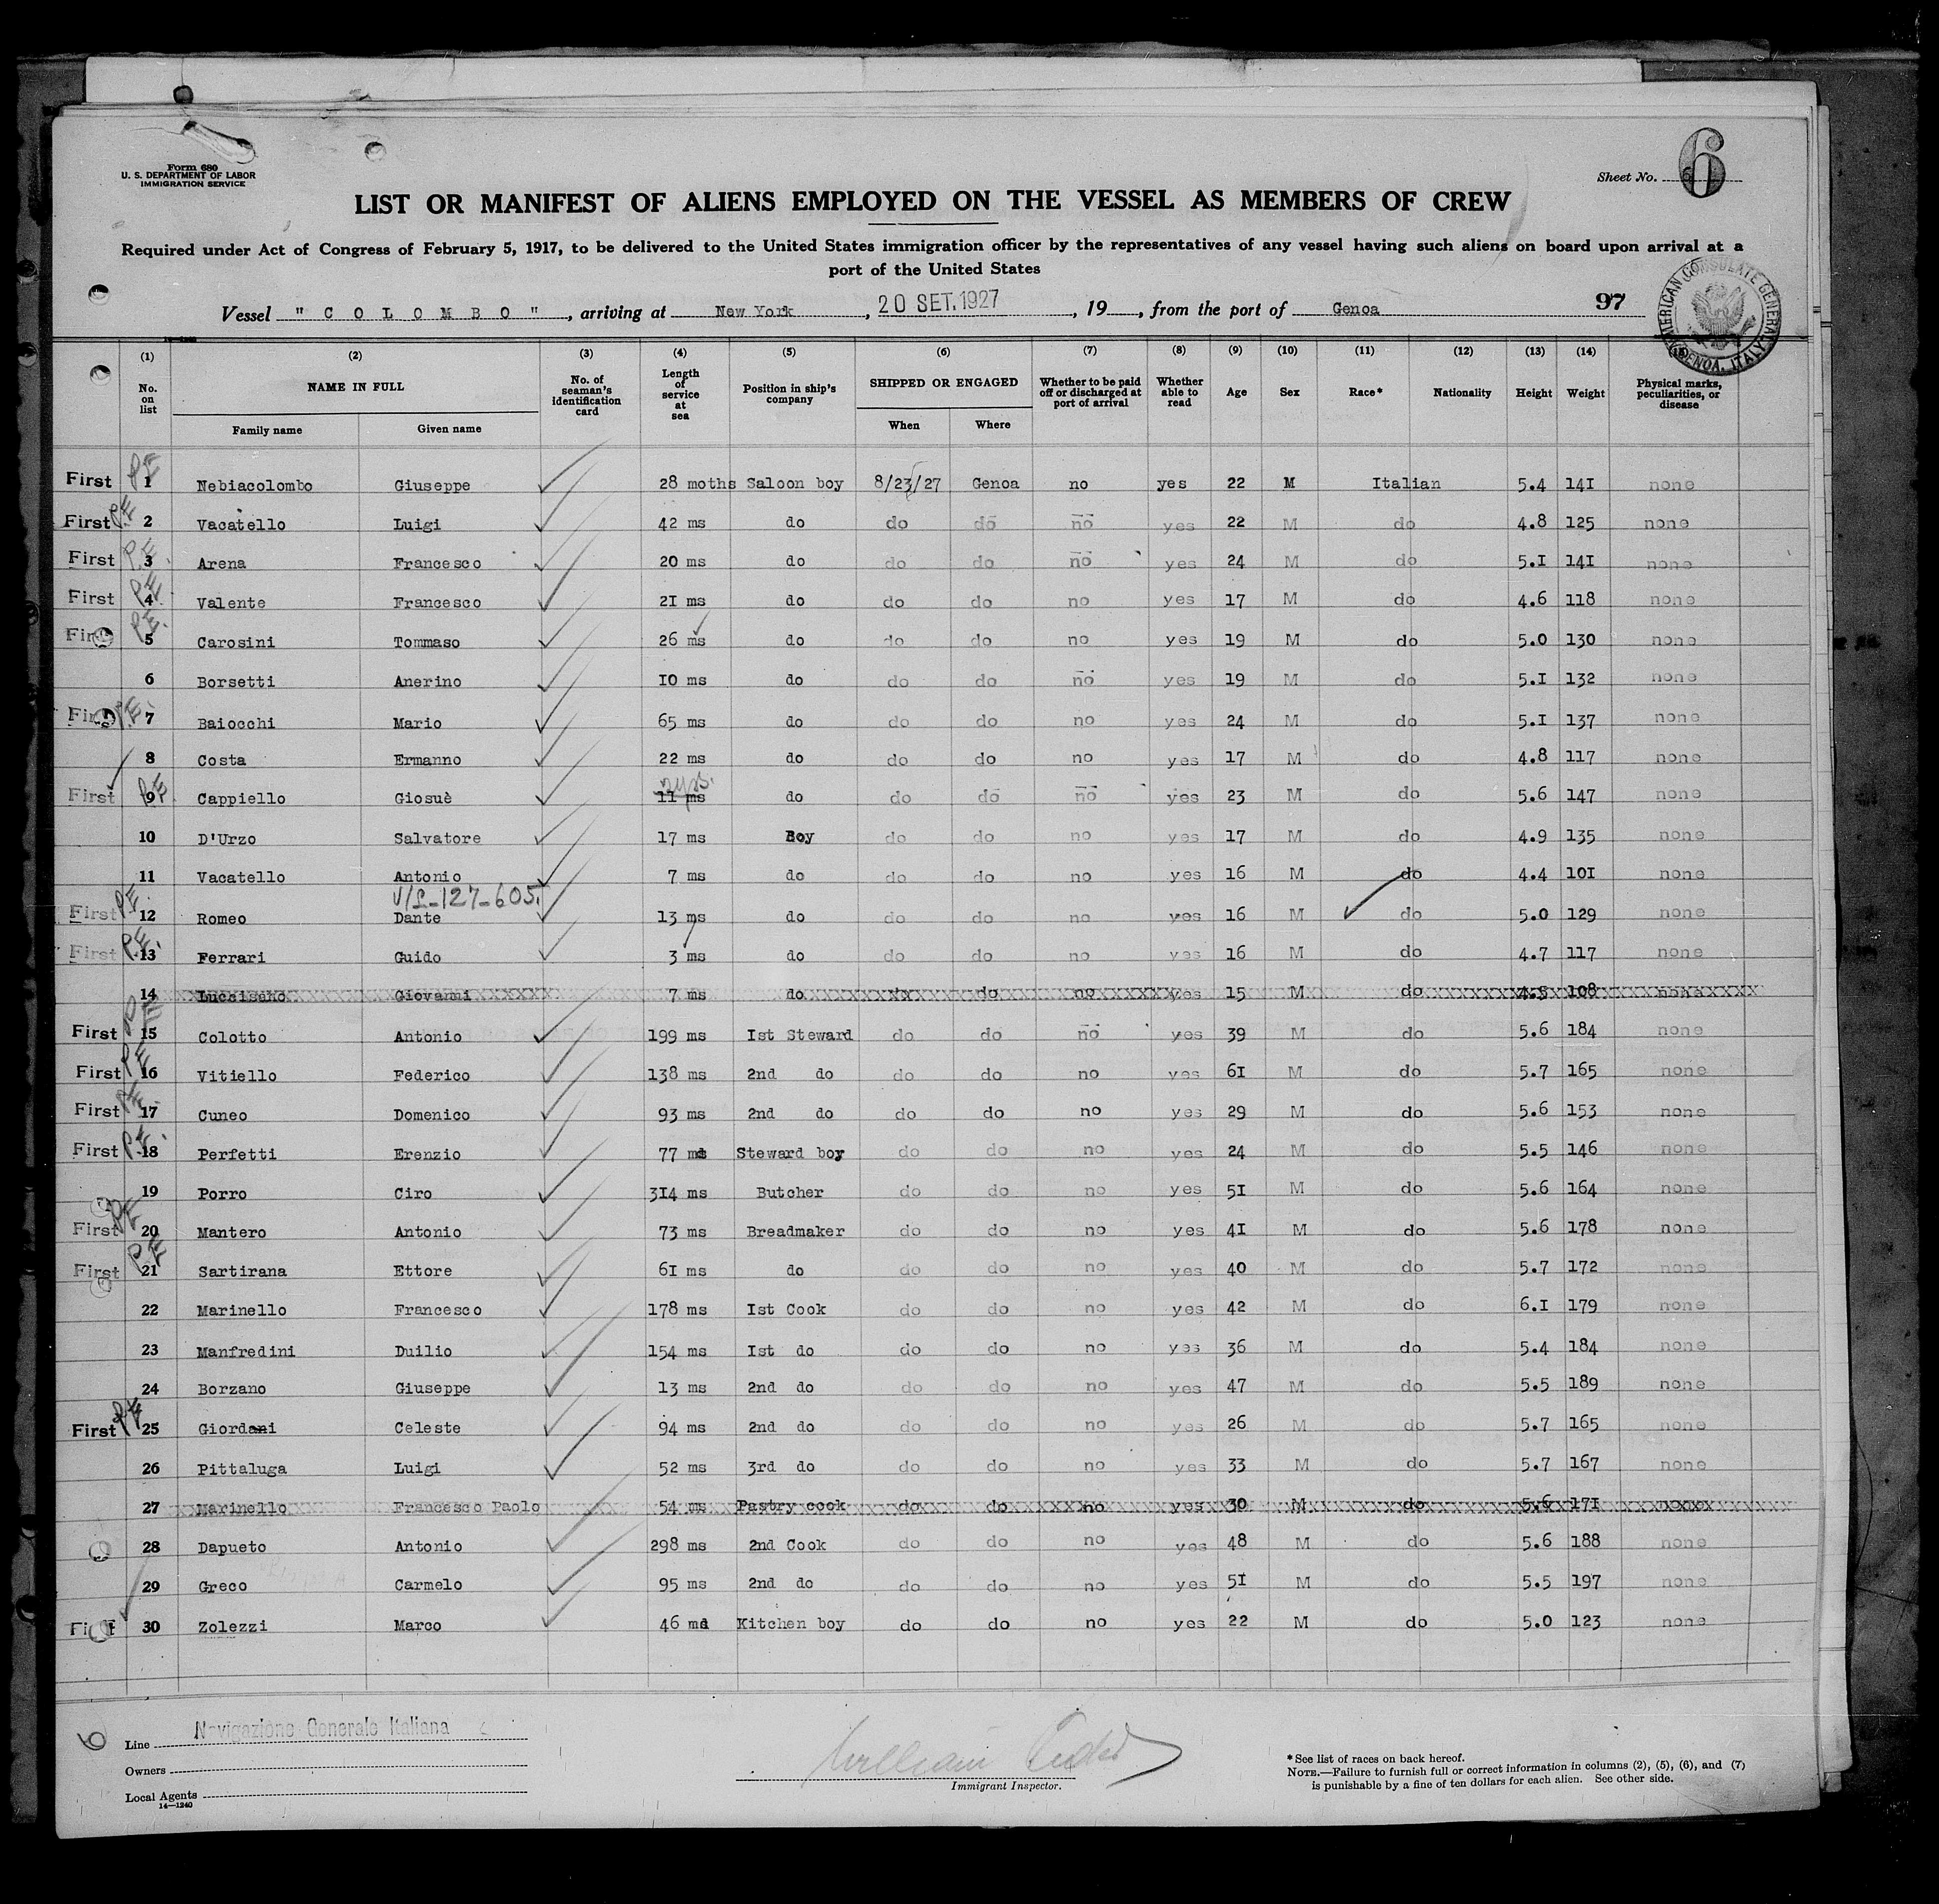 Form 680
U. S. DEPARTMENT OF LABOR
IMMIGRATION SERVICE
Sheet No. 6
LIST OR MANIFEST OF ALIENS EMPLOYED ON THE VESSEL AS MEMBERS OF CREW
Required under Act of Congress of February 5, 1917, to be delivered to the United States immigration officer by the representatives of any vessel having such aliens on board upon arrival at a
port of the United States
AMERICAN CONSULATE GENERAL GENOA, ITALY
Vessel " C O L O M B O ", arriving at New York, 20 SET. 1927, 19, from the port of Genoa 97
(1) (2) (3) (4) (5) (6) (7) (8) (9) (10) (11) (12) (13) (14)
No. on list NAME IN FULL Family name Given name No. of seaman's identification card Length of service at sea Position in ship's company SHIPPED OR ENGAGED When Where Whether to be paid off or discharged at port of arrival Whether able to read Age Sex Race* Nationality Height Weight Physical marks, peculiarities, or disease
First PE 1 Nebiacolombo Giuseppe 28 moths Saloon boy 8/23/27 Genoa no yes 22 M Italian 5.4 141 none
First PE 2 Vacatello Luigi 42 ms do do do no yes 22 M do 4.8 125 none
First PE 3 Arena Francesco 20 ms do do do no yes 24 M do 5.1 141 none
First PE 4 Valente Francesco 21 ms do do do no yes 17 M do 4.6 118 none
First PE 5 Carosini Tommaso 26 ms do do do no yes 19 M do 5.0 130 none
6 Borsetti Anerino 10 ms do do do no yes 19 M do 5.1 132 none
First PE 7 Baiocchi Mario 65 ms do do do no yes 24 M do 5.1 137 none
8 Costa Ermanno 22 ms do do do no yes 17 M do 4.8 117 none
First PE 9 Cappiello Giosuè 11 ms do do do no yes 23 M do 5.6 147 none
10 D'Urzo Salvatore 17 ms Boy do do no yes 17 M do 4.9 135 none
11 Vacatello Antonio 7 ms do do do no yes 16 M do 4.4 101 none
V/L-127-605.
First PE 12 Romeo Dante 13 ms do do do no yes 16 M do 5.0 129 none
First PE 13 Ferrari Guido 3 ms do do do no yes 16 M do 4.7 117 none
14 Luccisano Giovanni 7 ms do do do no yes 15 M do 4.5 108 none
First PE 15 Colotto Antonio 199 ms Ist Steward do do no yes 39 M do 5.6 184 none
First PE 16 Vitiello Federico 138 ms 2nd do do do no yes 61 M do 5.7 165 none
First PE 17 Cuneo Domenico 93 ms 2nd do do do no yes 29 M do 5.6 153 none
First PE 18 Perfetti Erenzio 77 ms Steward boy do do no yes 24 M do 5.5 146 none
19 Porro Ciro 314 ms Butcher do do no yes 51 M do 5.6 164 none
First PE 20 Mantero Antonio 73 ms Breadmaker do do no yes 41 M do 5.6 178 none
First PE 21 Sartirana Ettore 61 ms do do do no yes 40 M do 5.7 172 none
22 Marinello Francesco 178 ms Ist Cook do do no yes 42 M do 6.1 179 none
23 Manfredini Duilio 154 ms Ist do do do no yes 36 M do 5.4 184 none
24 Borzano Giuseppe 13 ms 2nd do do do no yes 47 M do 5.5 189 none
First PE 25 Giordani Celeste 94 ms 2nd do do do no yes 26 M do 5.7 165 none
26 Pittaluga Luigi 52 ms 3rd do do do no yes 33 M do 5.7 167 none
27 Marinello Francesco Paolo 54 ms Pastry cook do do no yes 30 M do 5.6 171 none
28 Dapueto Antonio 298 ms 2nd Cook do do no yes 48 M do 5.6 188 none
29 Greco Carmelo 95 ms 2nd do do do no yes 51 M do 5.5 197 none
First 30 Zolezzi Marco 46 ms Kitchen boy do do no yes 22 M do 5.0 123 none
6
Line Navigazione Generale Italiana
Owners
Local Agents
14—1240
William
Immigrant Inspector.
*See list of races on back hereof.
NOTE.—Failure to furnish full or correct information in columns (2), (5), (6), and (7)
is punishable by a fine of ten dollars for each alien. See other side.